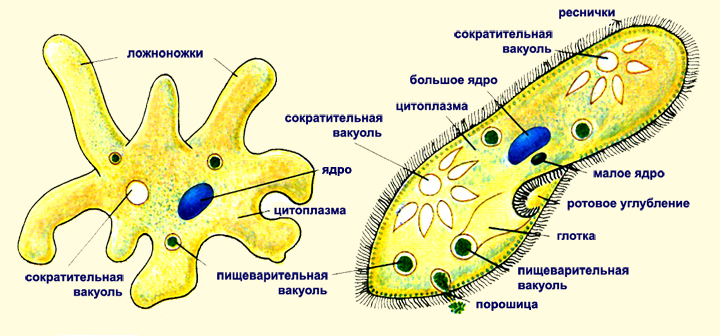 ложноножки
сократительная
вакуоль
ядро
цитоплазма
пищеварительная
вакуоль
реснички
сократительная
вакуоль
большое ядро
цитоплазма
сократительная
вакуоль
малое ядро
ротовое углубление
глотка
пищеварительная
вакуоль
порошица